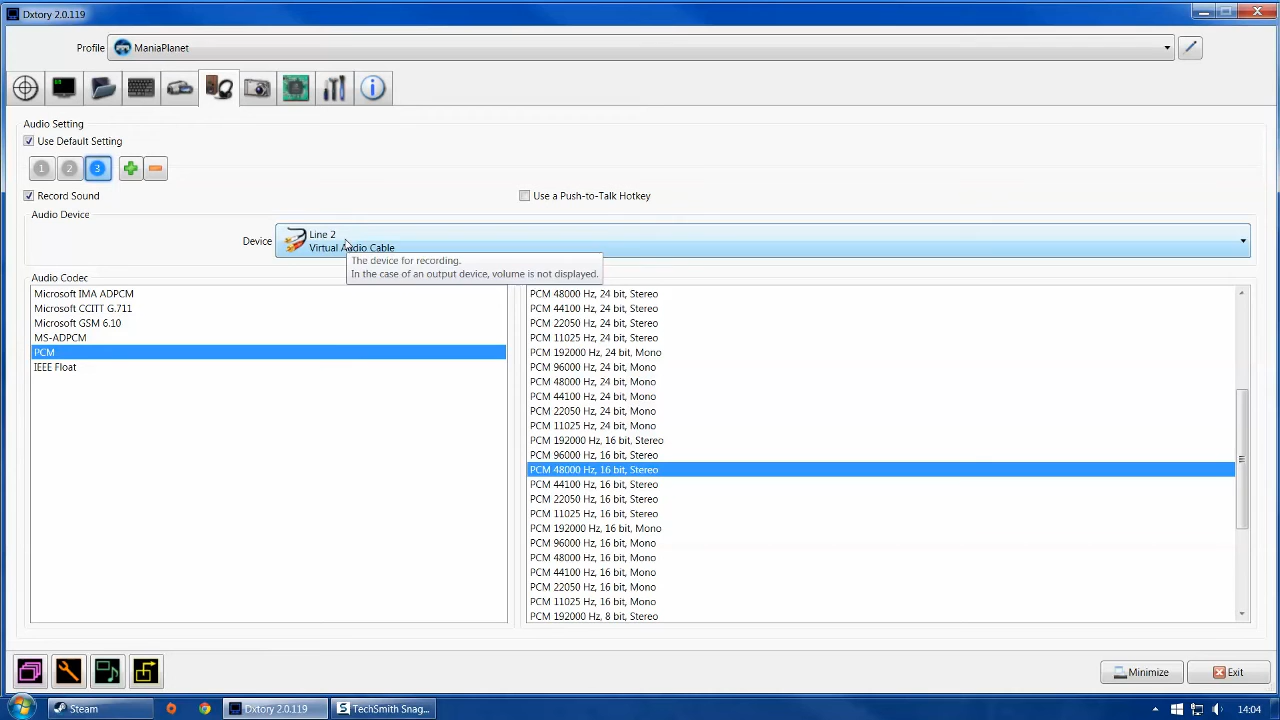 Dxtory 2.0.119
Profile
ManiaPlanet
Audio Setting
Use Default Setting
1
2
3
Record Sound
Use a Push-to-Talk Hotkey
Audio Device
Device
Line 2
Virtual Audio Cable
The device for recording.
In the case of an output device, volume is not displayed.
Audio Codec
Microsoft IMA ADPCM
Microsoft CCITT G.711
Microsoft GSM 6.10
MS-ADPCM
PCM
IEEE Float
PCM 48000 Hz, 24 bit, Stereo
PCM 44100 Hz, 24 bit, Stereo
PCM 22050 Hz, 24 bit, Stereo
PCM 11025 Hz, 24 bit, Stereo
PCM 192000 Hz, 24 bit, Mono
PCM 96000 Hz, 24 bit, Mono
PCM 48000 Hz, 24 bit, Mono
PCM 44100 Hz, 24 bit, Mono
PCM 22050 Hz, 24 bit, Mono
PCM 11025 Hz, 24 bit, Mono
PCM 192000 Hz, 16 bit, Stereo
PCM 96000 Hz, 16 bit, Stereo
PCM 48000 Hz, 16 bit, Stereo
PCM 44100 Hz, 16 bit, Stereo
PCM 22050 Hz, 16 bit, Stereo
PCM 11025 Hz, 16 bit, Stereo
PCM 192000 Hz, 16 bit, Mono
PCM 96000 Hz, 16 bit, Mono
PCM 48000 Hz, 16 bit, Mono
PCM 44100 Hz, 16 bit, Mono
PCM 22050 Hz, 16 bit, Mono
PCM 11025 Hz, 16 bit, Mono
PCM 192000 Hz, 8 bit, Stereo
Minimize
Exit
Steam
Dxtory 2.0.119
TechSmith Snag...
14:04